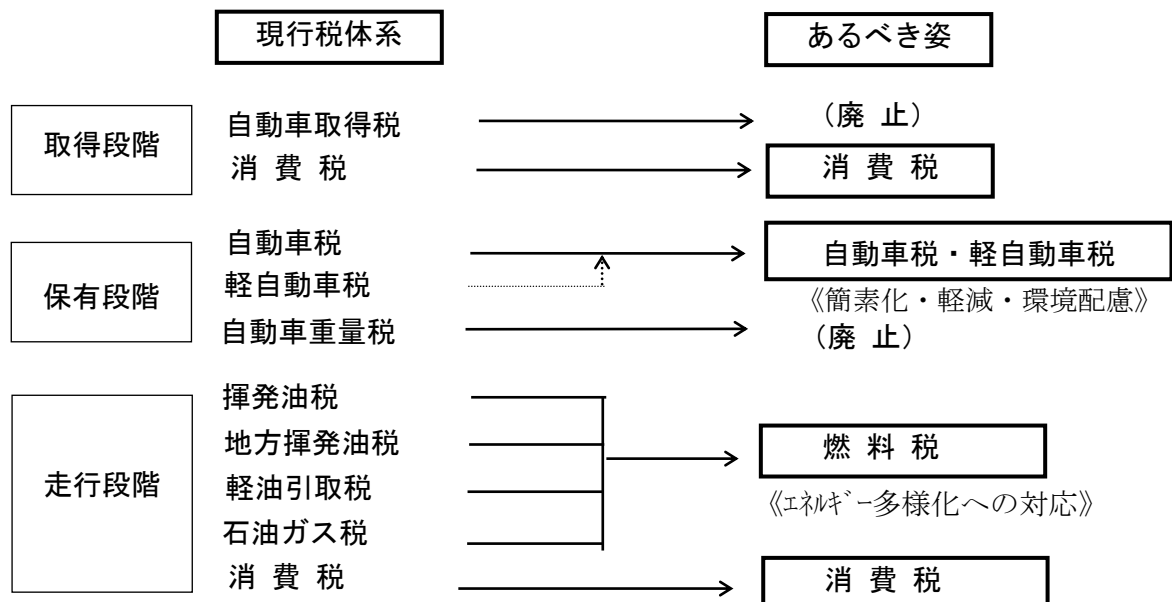 現行税体系 あるべき姿
取得段階
自動車取得税 （廃 止）
消 費 税 消 費 税
保有段階
自動車税 自動車税・軽自動車税
軽自動車税 《簡素化・軽減・環境配慮》
自動車重量税 （廃 止）
走行段階
揮発油税
地方揮発油税 燃 料 税
軽油引取税 《ｴﾈﾙｷﾞｰ多様化への対応》
石油ガス税
消 費 税 消 費 税